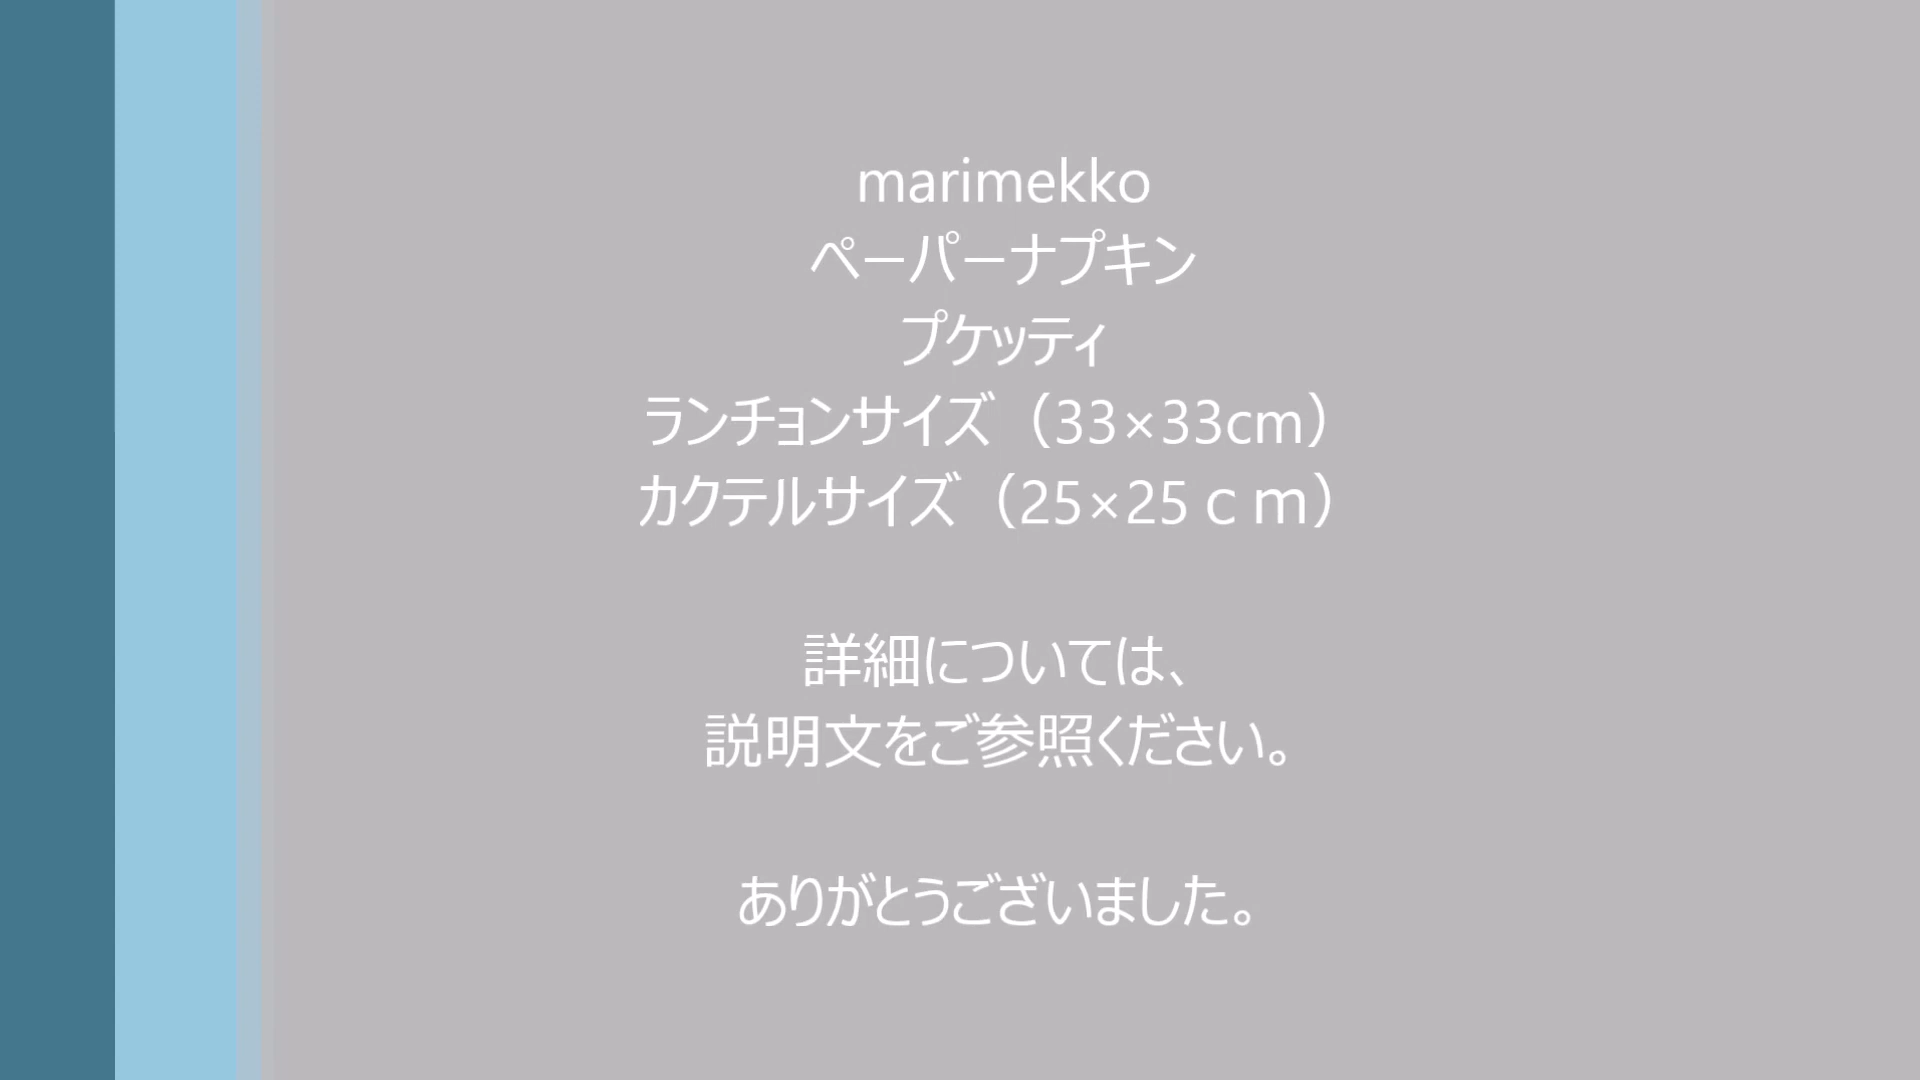 marimekko
ペーパーナプキン
プケッティ
ランチョンサイズ（33×33cm）
カクテルサイズ（25×25ｃｍ）
詳細については、
説明文をご参照ください。
ありがとうございました。